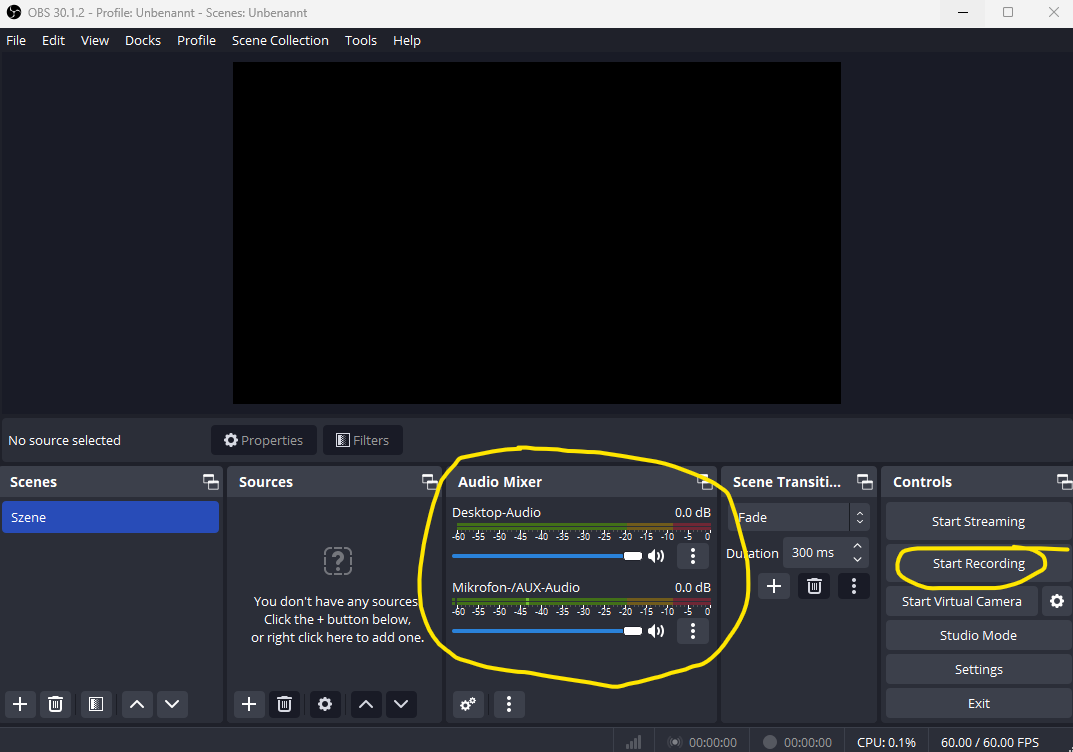 OBS 30.1.2 - Profile: Unbenannt - Scenes: Unbenannt
File Edit View Docks Profile Scene Collection Tools Help
No source selected
Properties
Filters
Scenes
Szene
Sources
You don't have any sources.
Click the + button below,
or right click here to add one.
Audio Mixer
Desktop-Audio 0.0 dB
-60 -55 -50 -45 -40 -35 -30 -25 -20 -15 -10 -5 0
Mikrofon-/AUX-Audio 0.0 dB
-60 -55 -50 -45 -40 -35 -30 -25 -20 -15 -10 -5 0
Scene Transiti...
Fade
Duration 300 ms
Controls
Start Streaming
Start Recording
Start Virtual Camera
Studio Mode
Settings
Exit
00:00:00 00:00:00 CPU: 0.1% 60.00 / 60.00 FPS